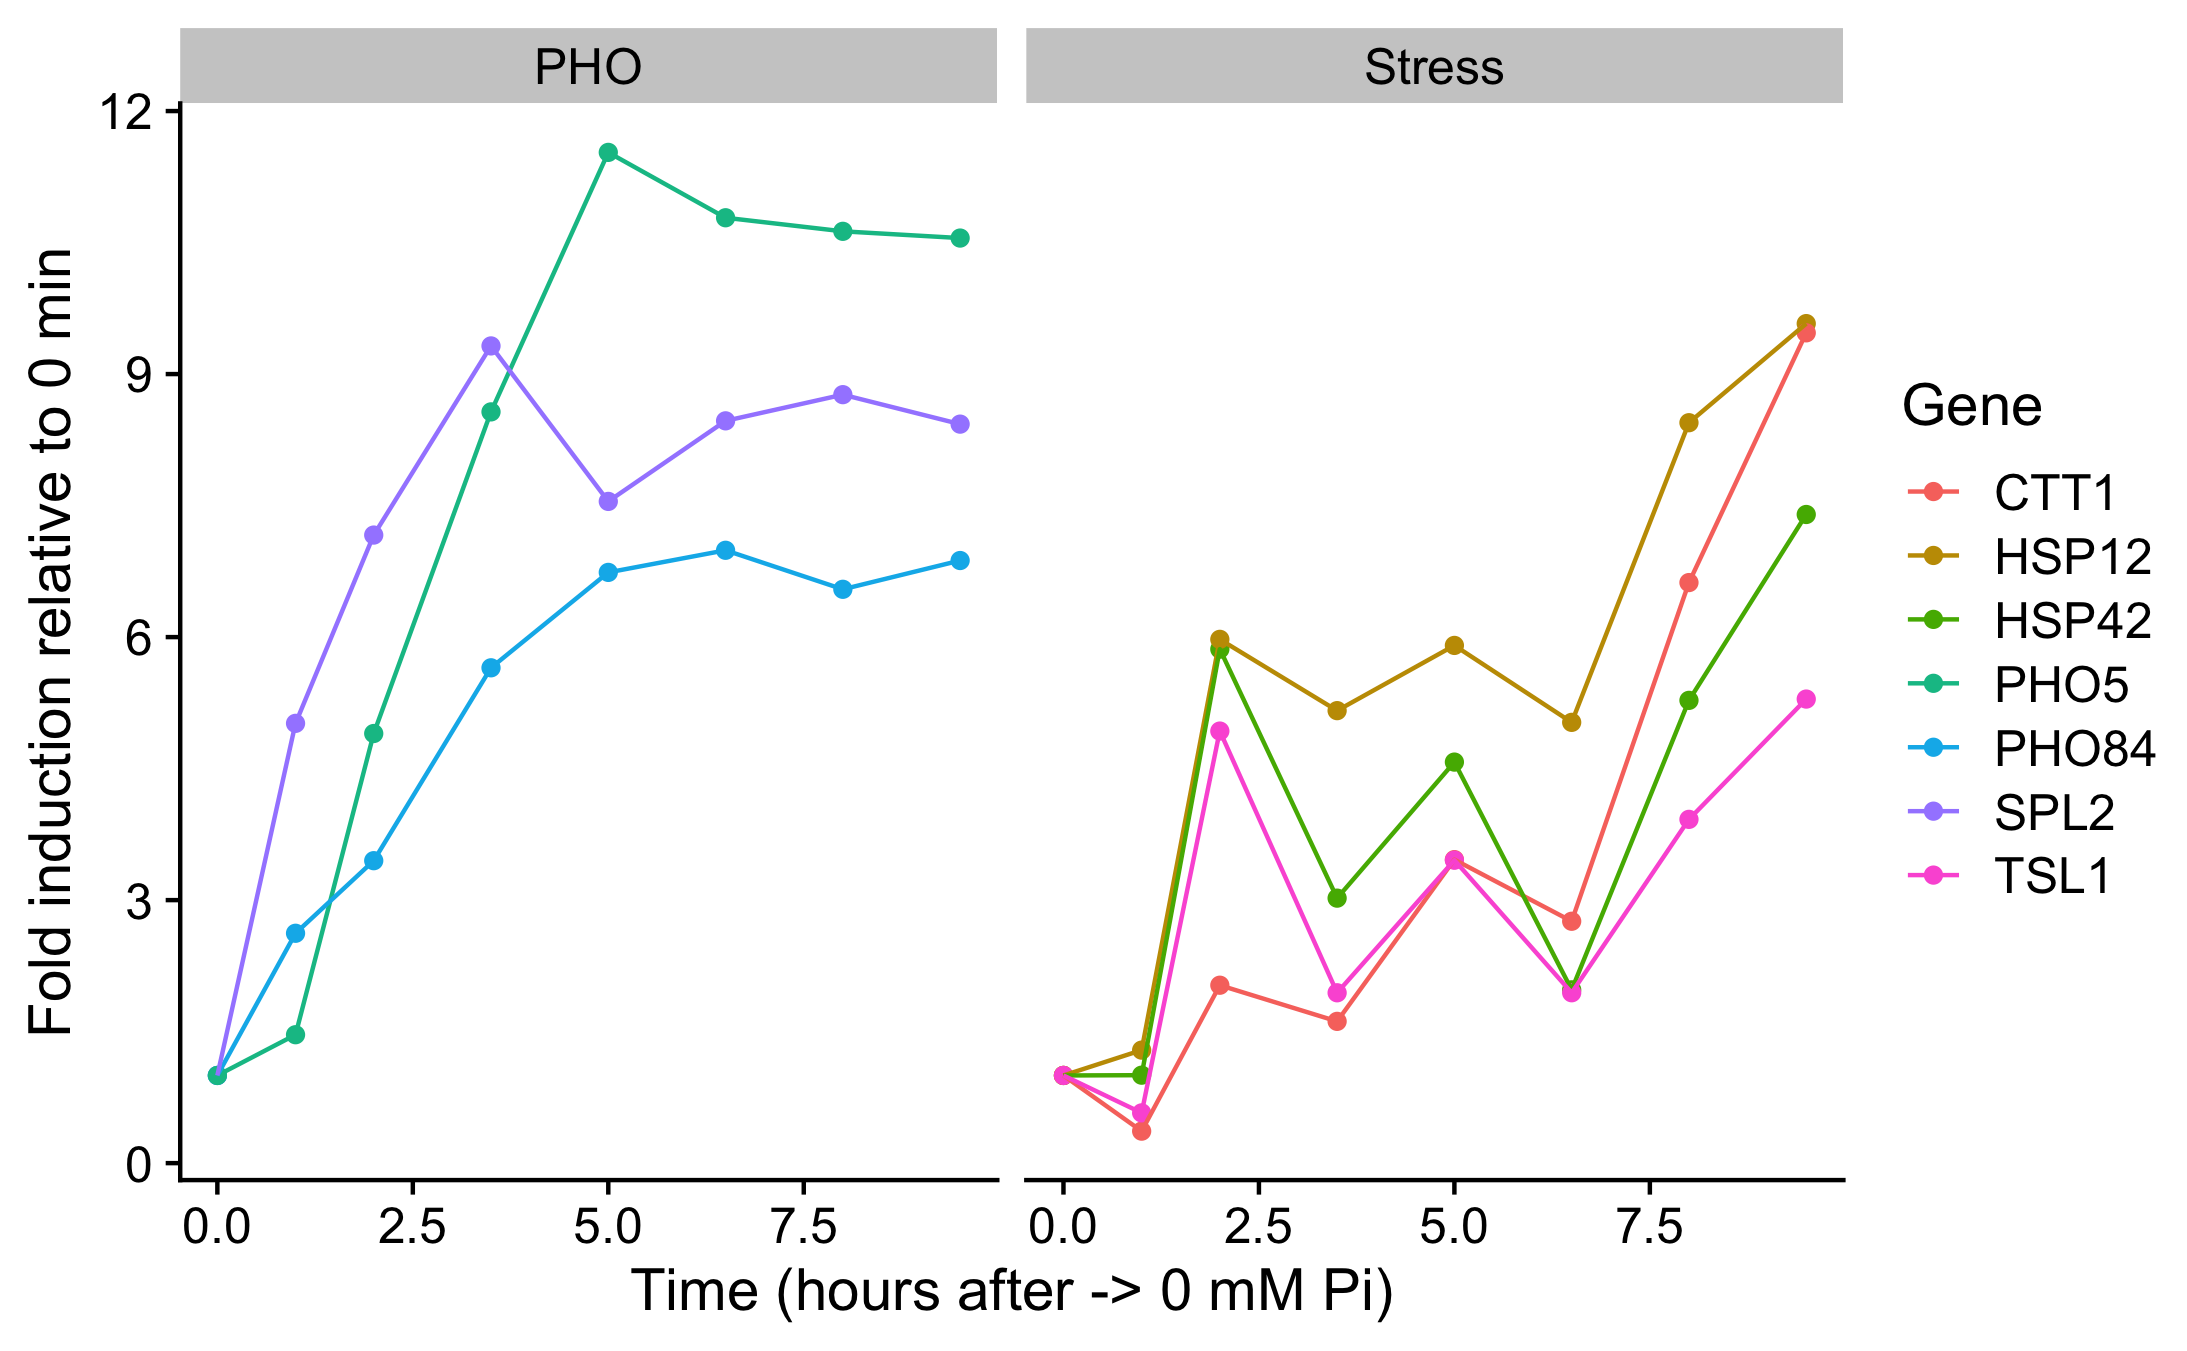 PHO
Stress
12
9
6
3
0
Fold induction relative to 0 min
0.0 2.5 5.0 7.5
0.0 2.5 5.0 7.5
Time (hours after -> 0 mM Pi)
Gene
CTT1
HSP12
HSP42
PHO5
PHO84
SPL2
TSL1